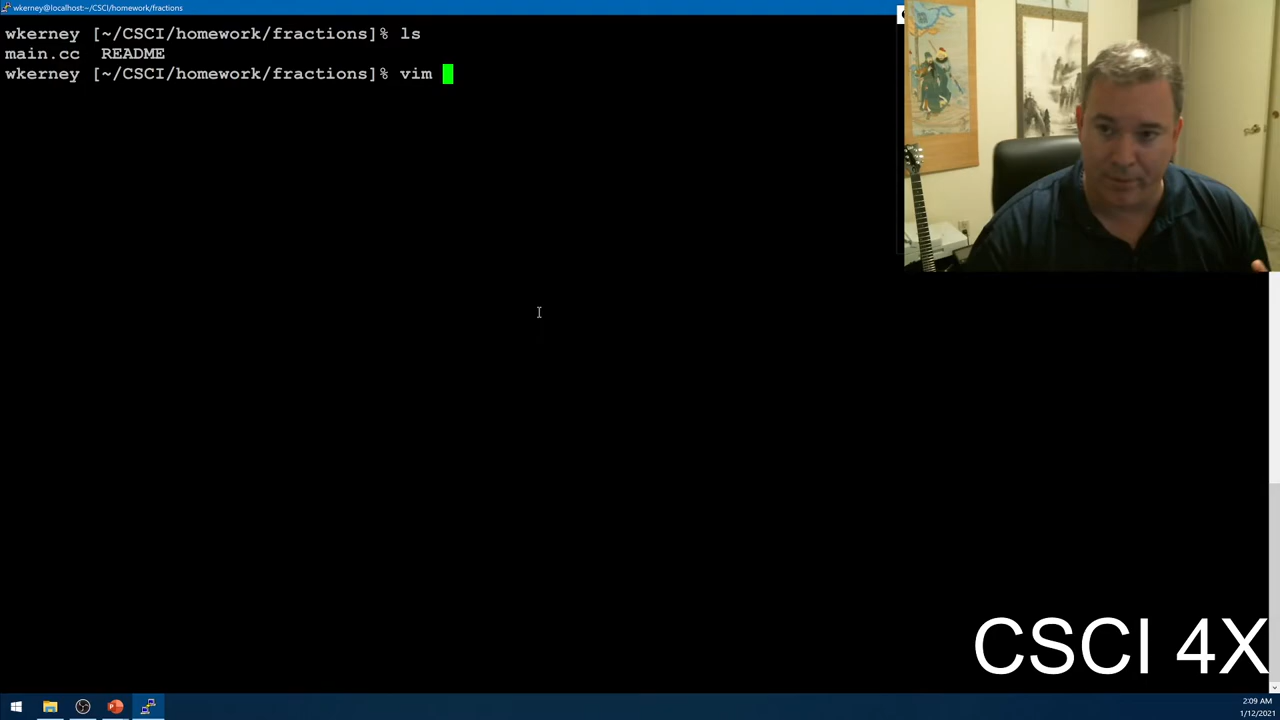 wkerney@localhost:~/CSCI/homework/fractions
wkerney [~/CSCI/homework/fractions]% ls
main.cc  README
wkerney [~/CSCI/homework/fractions]% vim
CSCI 4X
2:09 AM
1/12/2021